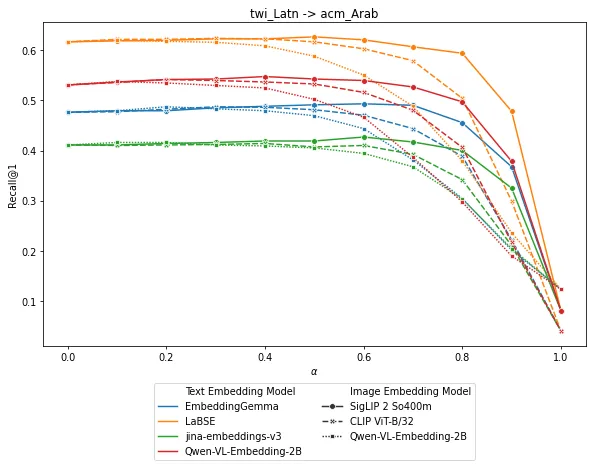 twi_Latn -> acm_Arab
0.6
0.5
0.4
0.3
0.2
0.1
Recall@1
0.0 0.2 0.4 0.6 0.8 1.0
α
Text Embedding Model Image Embedding Model
EmbeddingGemma SigLIP 2 So400m
LaBSE CLIP ViT-B/32
jina-embeddings-v3 Qwen-VL-Embedding-2B
Qwen-VL-Embedding-2B